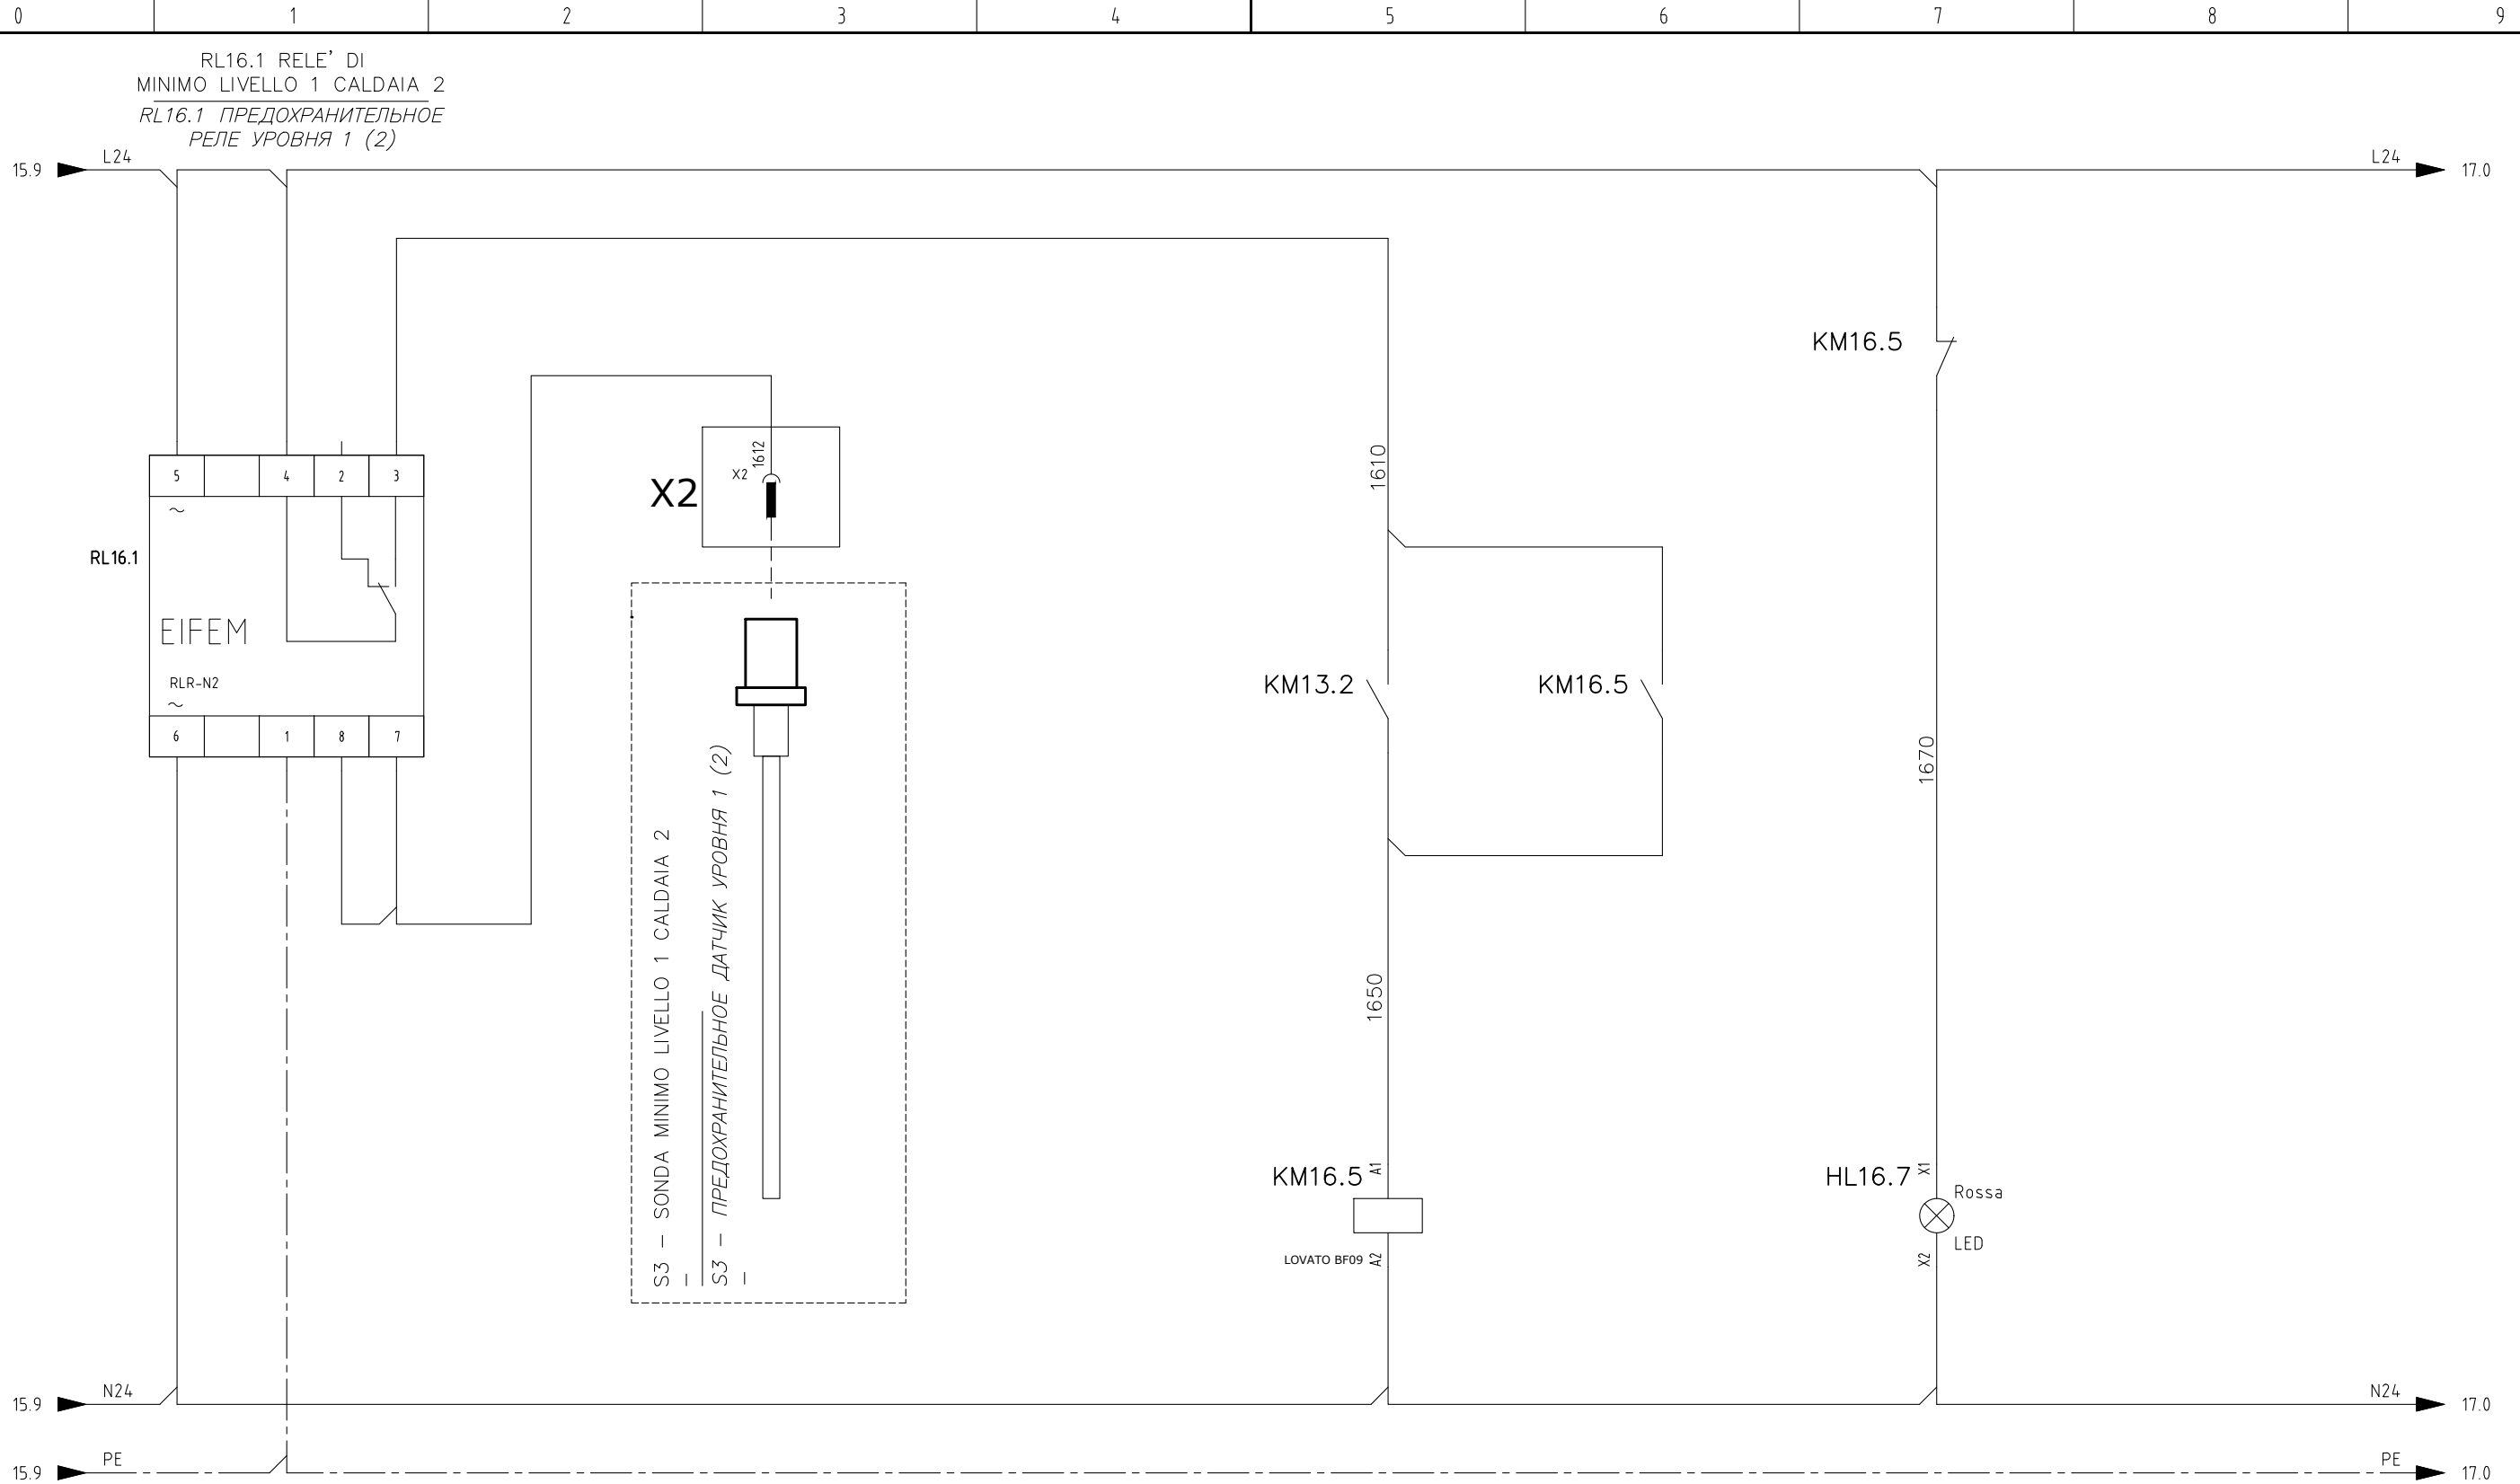 0 1 2 3 4 5 6 7 8 9
RL16.1 RELE' DI
MINIMO LIVELLO 1 CALDAIA 2
RL16.1 ПРЕДОХРАНИТЕЛЬНОЕ
РЕЛЕ УРОВНЯ 1 (2)
15.9 L24 L24 17.0
KM16.5
1612
X2
X2
1610
5 4 2 3
~
RL16.1
EIFEM
RLR-N2
~
6 1 8 7
KM13.2
KM16.5
1670
S3 - SONDA MINIMO LIVELLO 1 CALDAIA 2
-
S3 - ПРЕДОХРАНИТЕЛЬНОЕ ДАТЧИК УРОВНЯ 1 (2)
-
1650
KM16.5 A1
LOVATO BF09 A2
HL16.7 X1
Rossa
LED
X2
15.9 N24 N24 17.0
15.9 PE PE 17.0